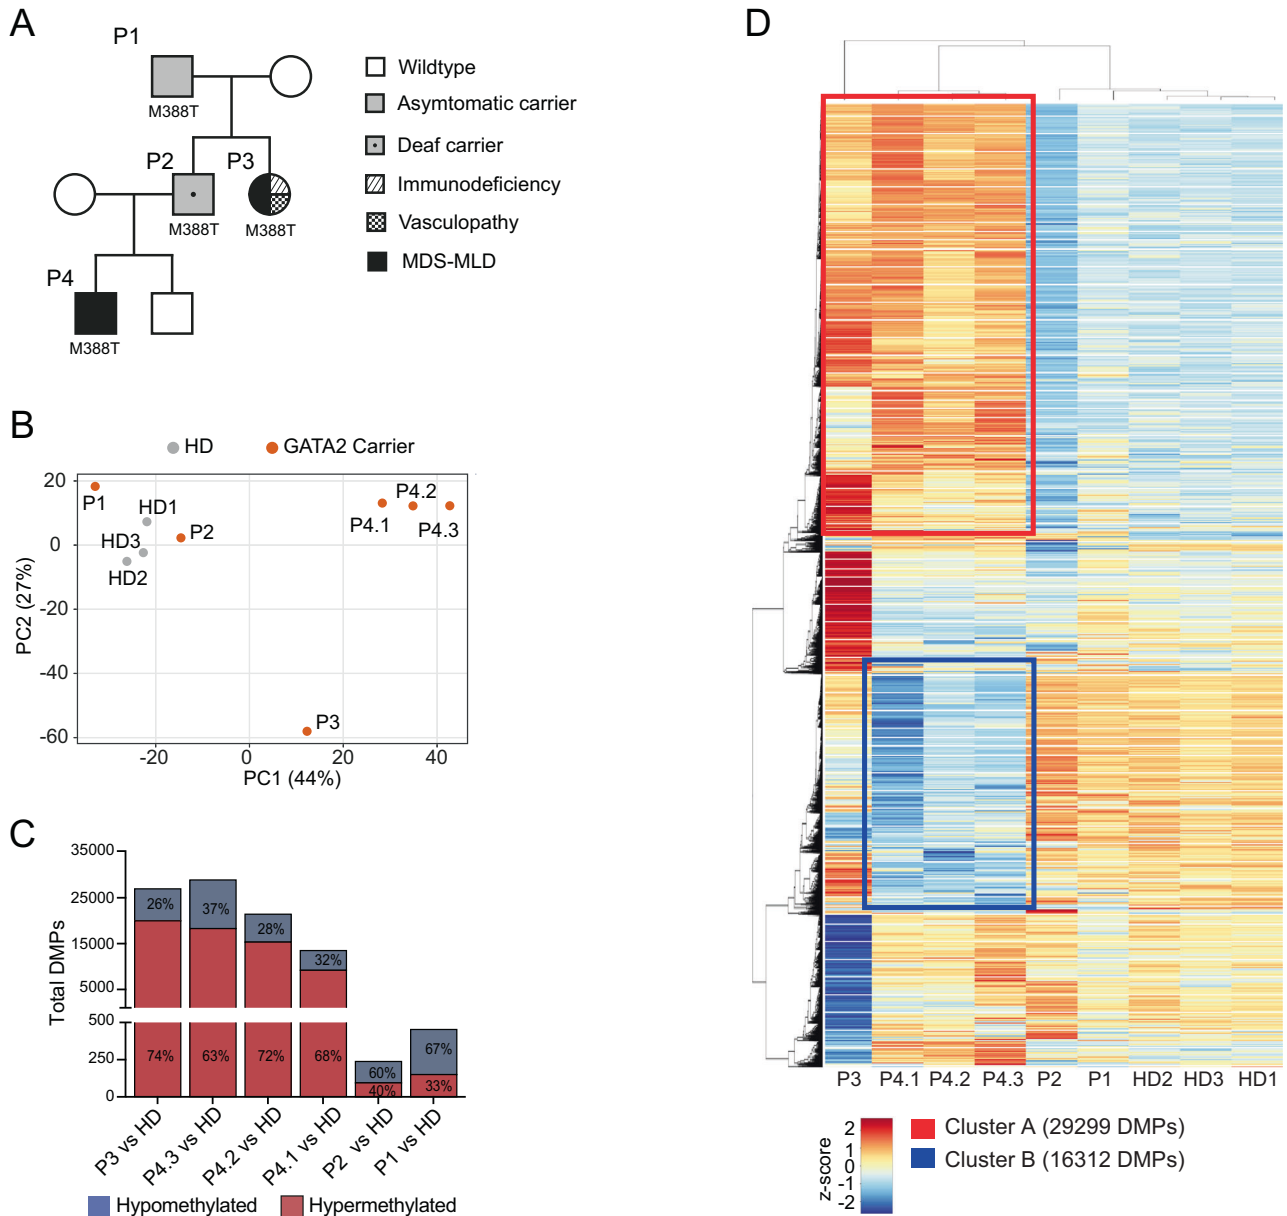 A
P1
M388T
P2
P3
M388T
M388T
P4
M388T
Wildtype
Asymtomatic carrier
Deaf carrier
Immunodeficiency
Vasculopathy
MDS-MLD
B
HD
GATA2 Carrier
PC2 (27%)
20
0
-20
-40
-60
P1
HD1
HD3
HD2
P2
P4.2
P4.1
P4.3
P3
-20
0
20
40
PC1 (44%)
C
Total DMPs
35000
25000
15000
5000
500
250
0
26%
37%
28%
32%
74%
63%
72%
68%
60%
40%
67%
33%
P3 vs HD
P4.3 vs HD
P4.2 vs HD
P4.1 vs HD
P2 vs HD
P1 vs HD
Hypomethylated
Hypermethylated
D
P3
P4.1
P4.2
P4.3
P2
P1
HD2
HD3
HD1
z-score
2
1
0
-1
-2
Cluster A (29299 DMPs)
Cluster B (16312 DMPs)